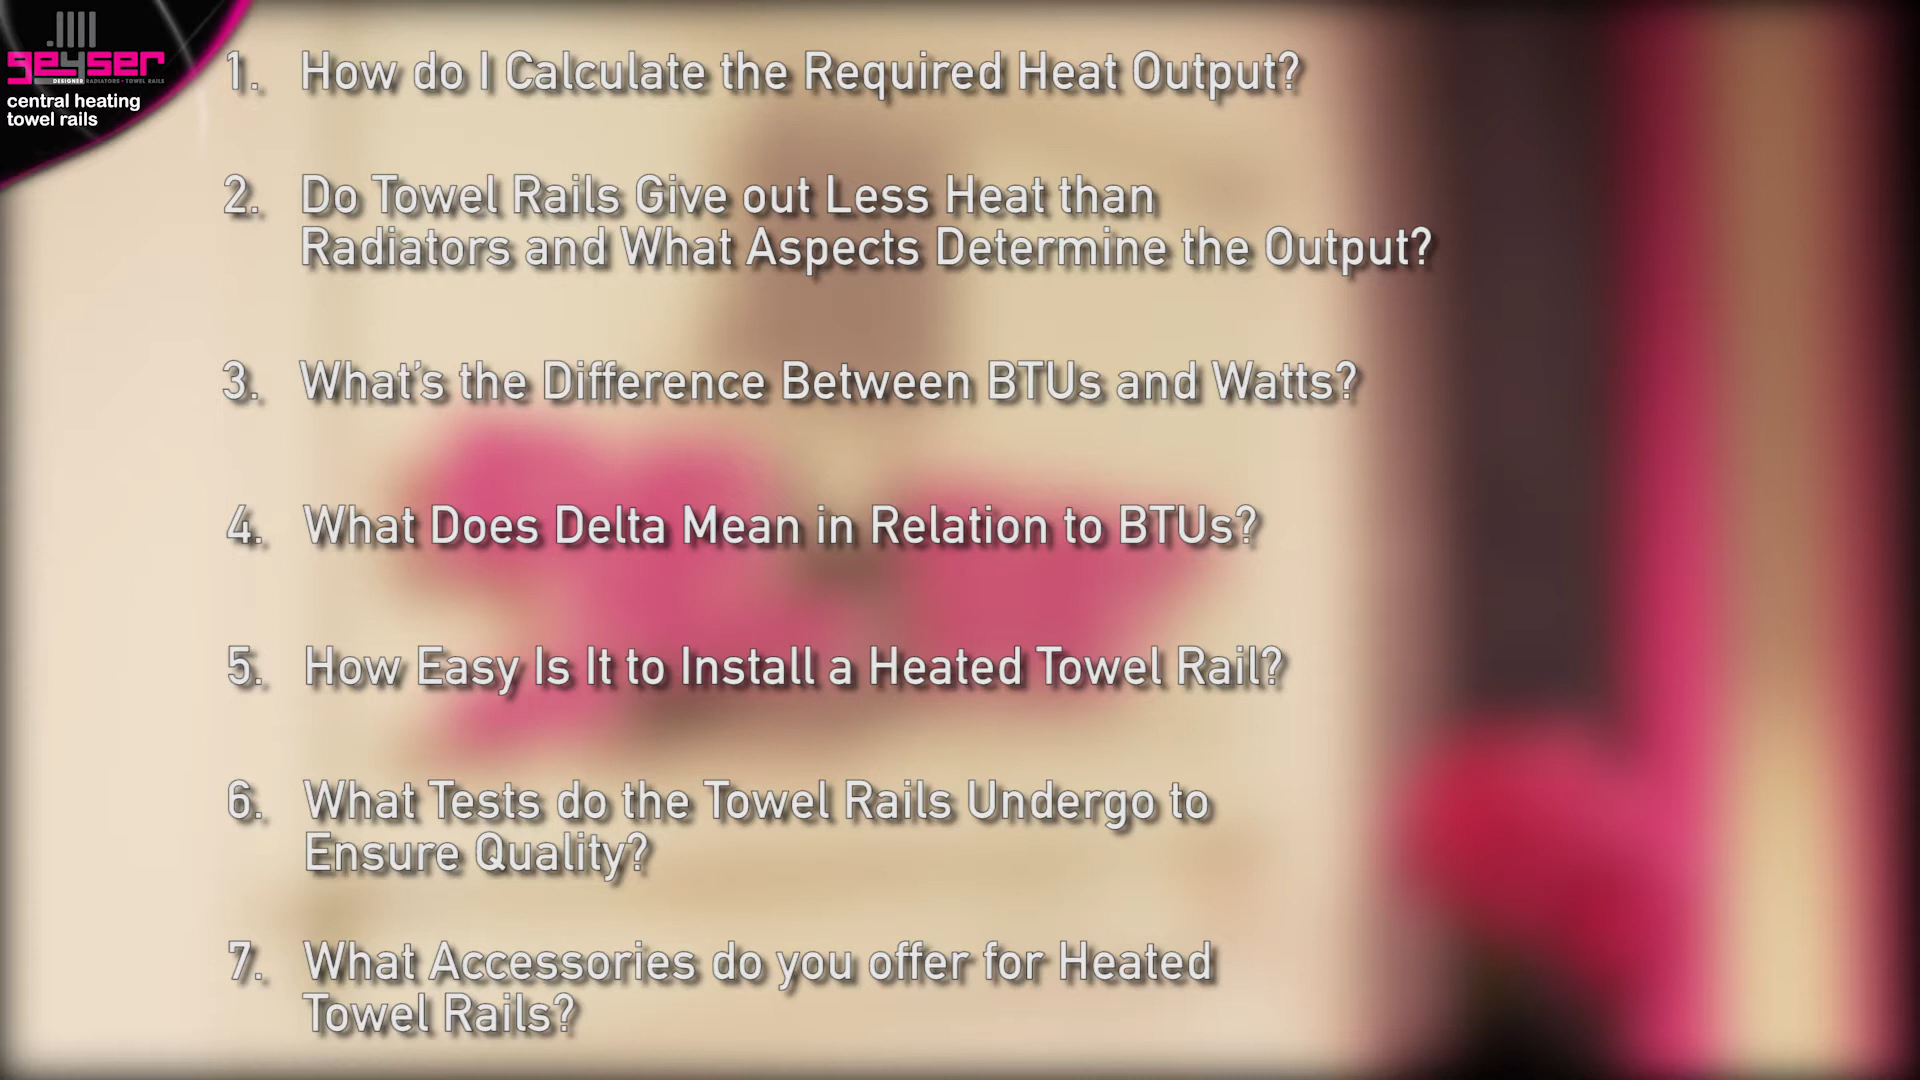 geyser
DESIGNER RADIATORS • TOWEL RAILS
central heating
towel rails
1. How do I Calculate the Required Heat Output?
2. Do Towel Rails Give out Less Heat than
Radiators and What Aspects Determine the Output?
3. What's the Difference Between BTUs and Watts?
4. What Does Delta Mean in Relation to BTUs?
5. How Easy Is It to Install a Heated Towel Rail?
6. What Tests do the Towel Rails Undergo to
Ensure Quality?
7. What Accessories do you offer for Heated
Towel Rails?